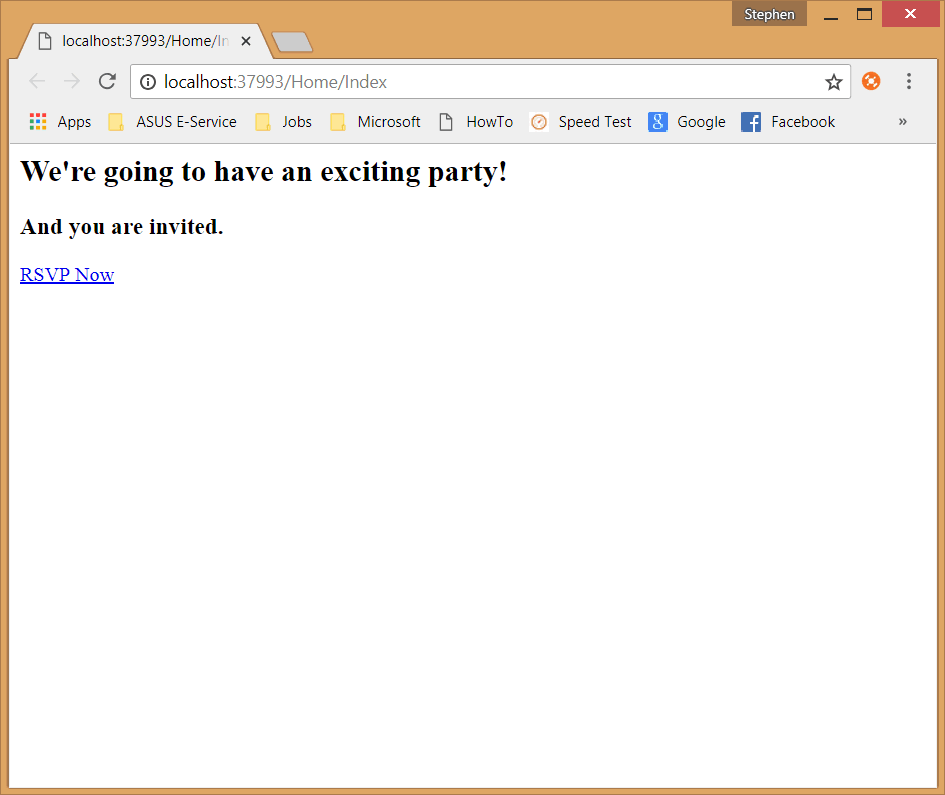 Stephen
localhost:37993/Home/In
localhost:37993/Home/Index
Apps ASUS E-Service Jobs Microsoft HowTo Speed Test Google Facebook »
We're going to have an exciting party!
And you are invited.
RSVP Now